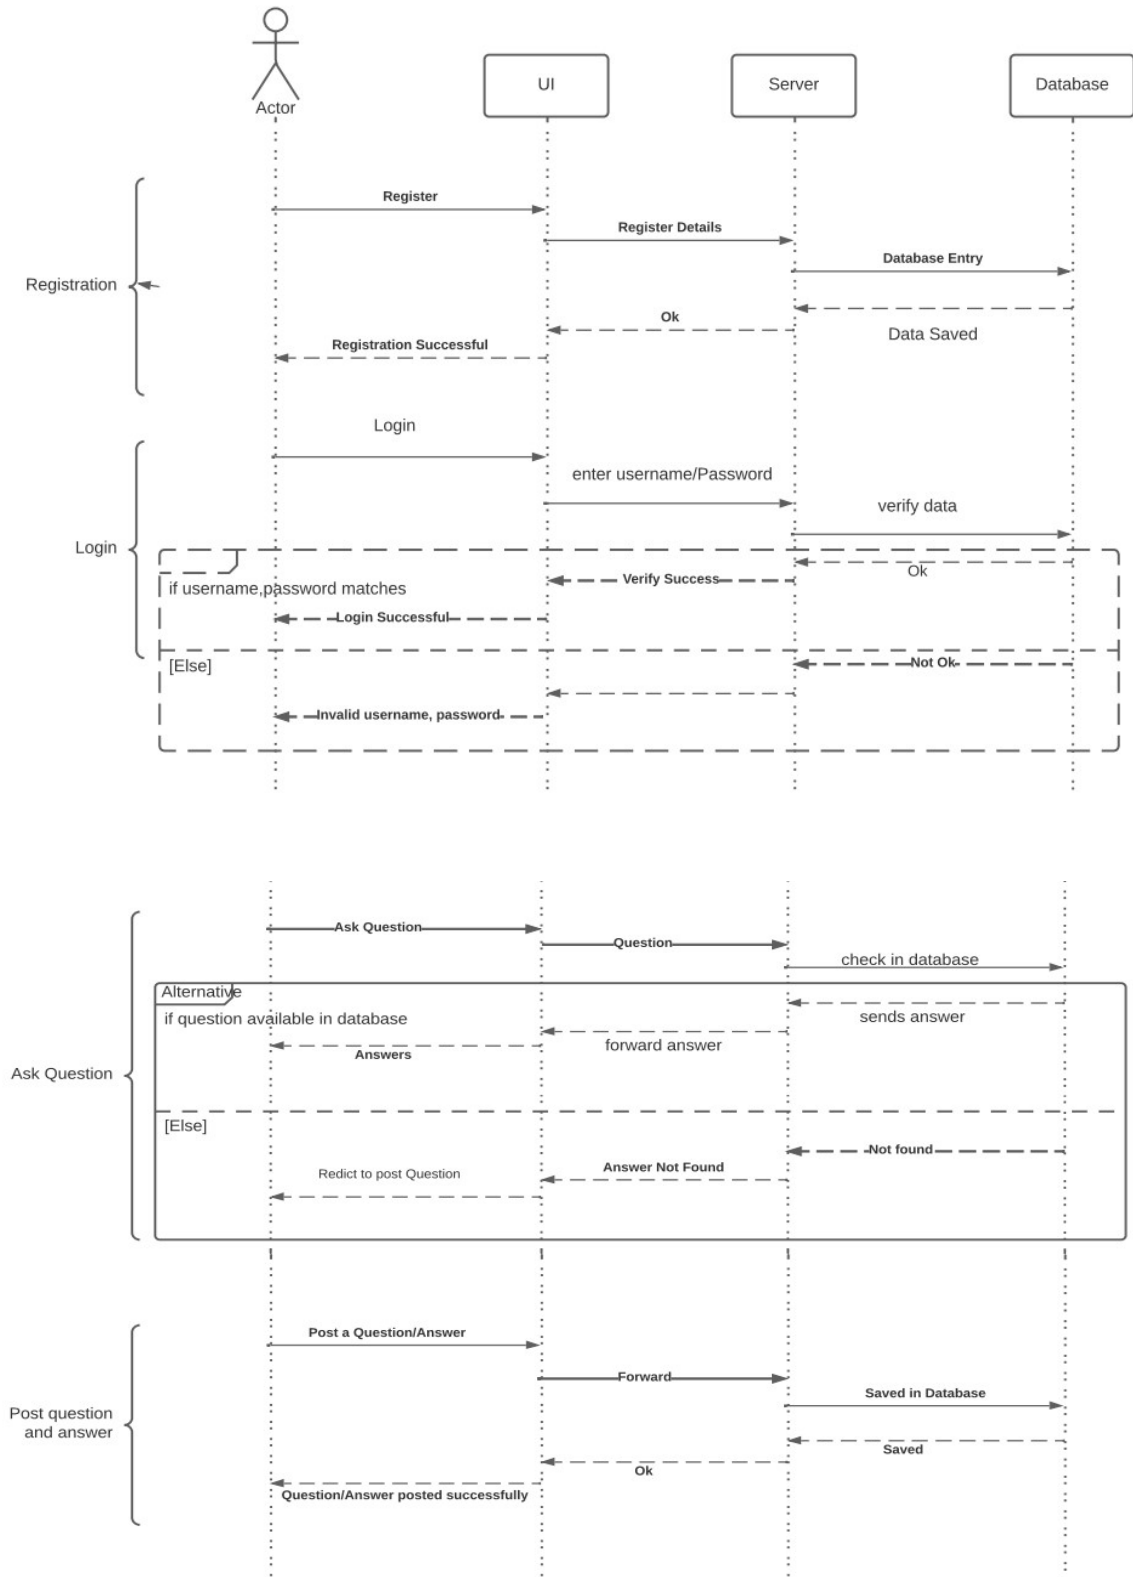 Actor
UI
Server
Database
Register
Register Details
Database Entry
Registration
Ok
Data Saved
Registration Successful
Login
enter username/Password
verify data
Login
Ok
Verify Success
if username,password matches
Login Successful
[Else]
Not Ok
Invalid username, password
Ask Question
Question
check in database
Alternative
if question available in database
sends answer
forward answer
Answers
Ask Question
[Else]
Not found
Answer Not Found
Redict to post Question
Post a Question/Answer
Forward
Saved in Database
Post question
and answer
Saved
Ok
Question/Answer posted successfully